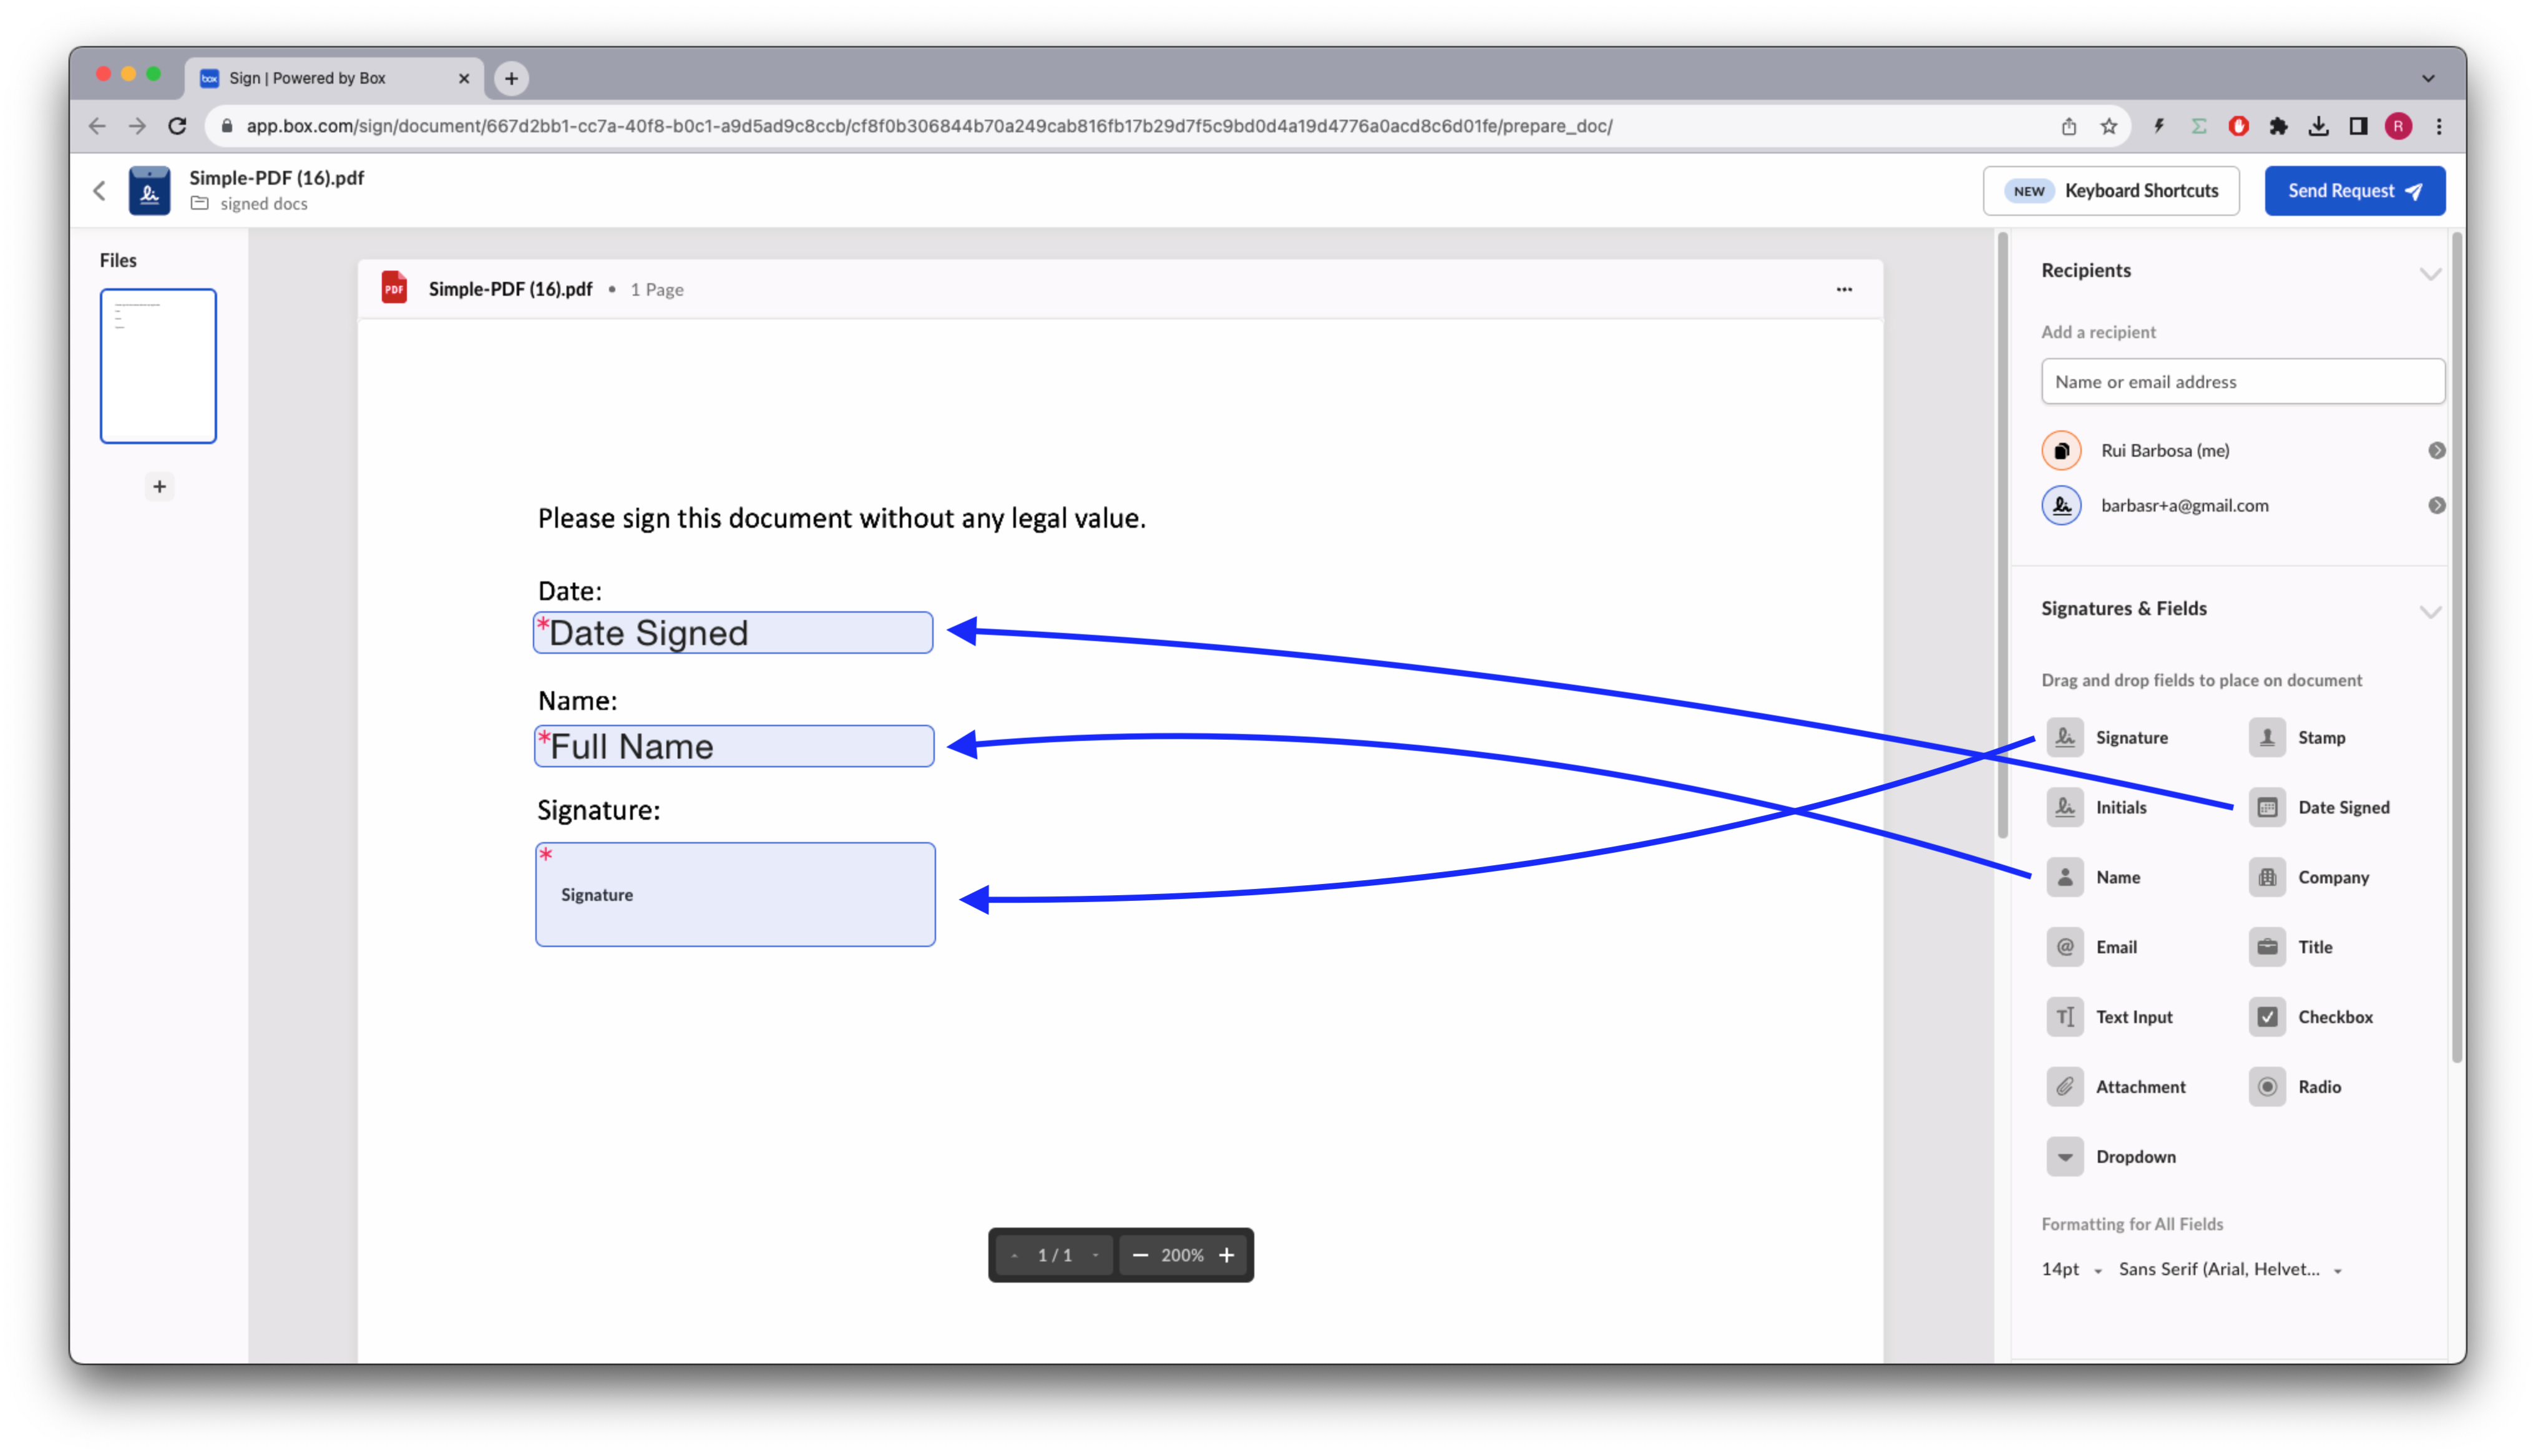 Sign | Powered by Box
app.box.com/sign/document/667d2bb1-cc7a-40f8-b0c1-a9d5ad9c8ccb/cf8f0b306844b70a249cab816fb17b29d7f5c9bd0d4a19d4776a0acd8c6d01fe/prepare_doc/
R
Simple-PDF (16).pdf
signed docs
NEW Keyboard Shortcuts
Send Request
Files
PDF Simple-PDF (16).pdf • 1 Page
Please sign this document without any legal value.
Date:
*Date Signed
Name:
*Full Name
Signature:
*
Signature
1 / 1
200%
Recipients
Add a recipient
Name or email address
Rui Barbosa (me)
barbasr+a@gmail.com
Signatures & Fields
Drag and drop fields to place on document
Signature
Stamp
Initials
Date Signed
Name
Company
Email
Title
Text Input
Checkbox
Attachment
Radio
Dropdown
Formatting for All Fields
14pt
Sans Serif (Arial, Helvet...